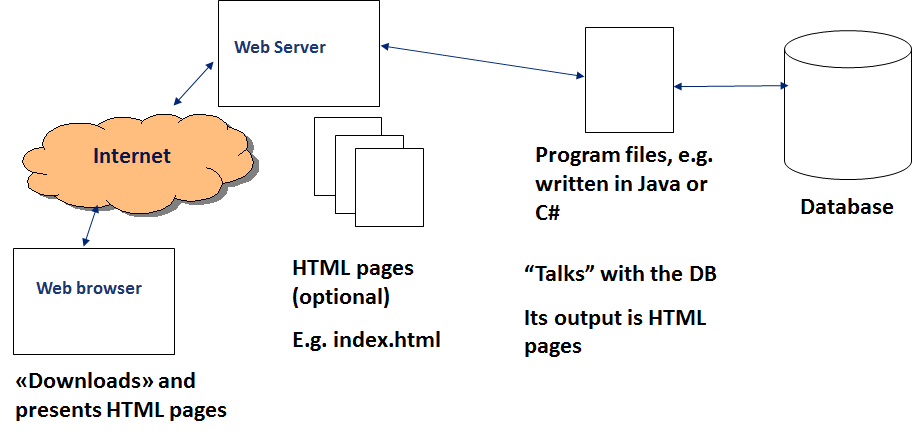 Web Server
Internet
Web browser
«Downloads» and
presents HTML pages
HTML pages
(optional)
E.g. index.html
Program files, e.g.
written in Java or
C#
“Talks” with the DB
Its output is HTML
pages
Database